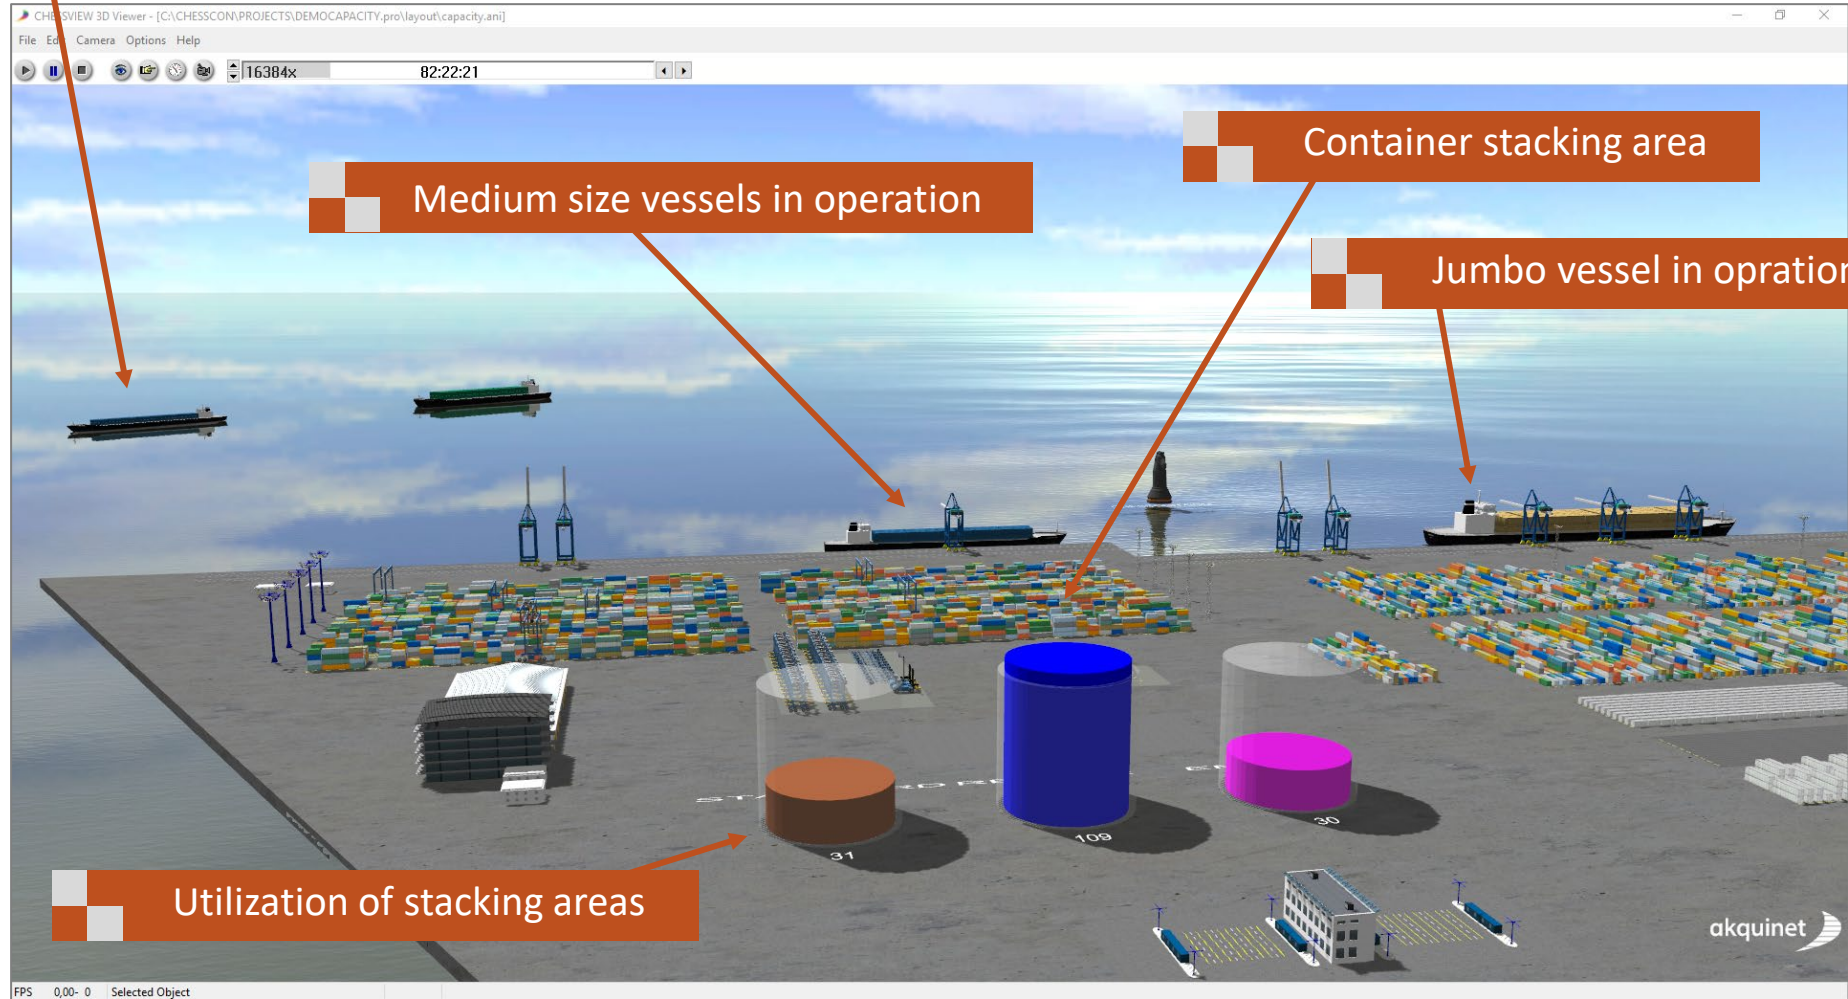 CHESSVIEW 3D Viewer - [C:\CHESSCON\PROJECTS\DEMOCAPACITY.pro\layout\capacity.ani]
File Camera Options Help
16384x 82:22:21
Container stacking area
Medium size vessels in operation
Jumbo vessel in opration
31
109
30
Utilization of stacking areas
akquinet
FPS 0,00- 0 Selected Object